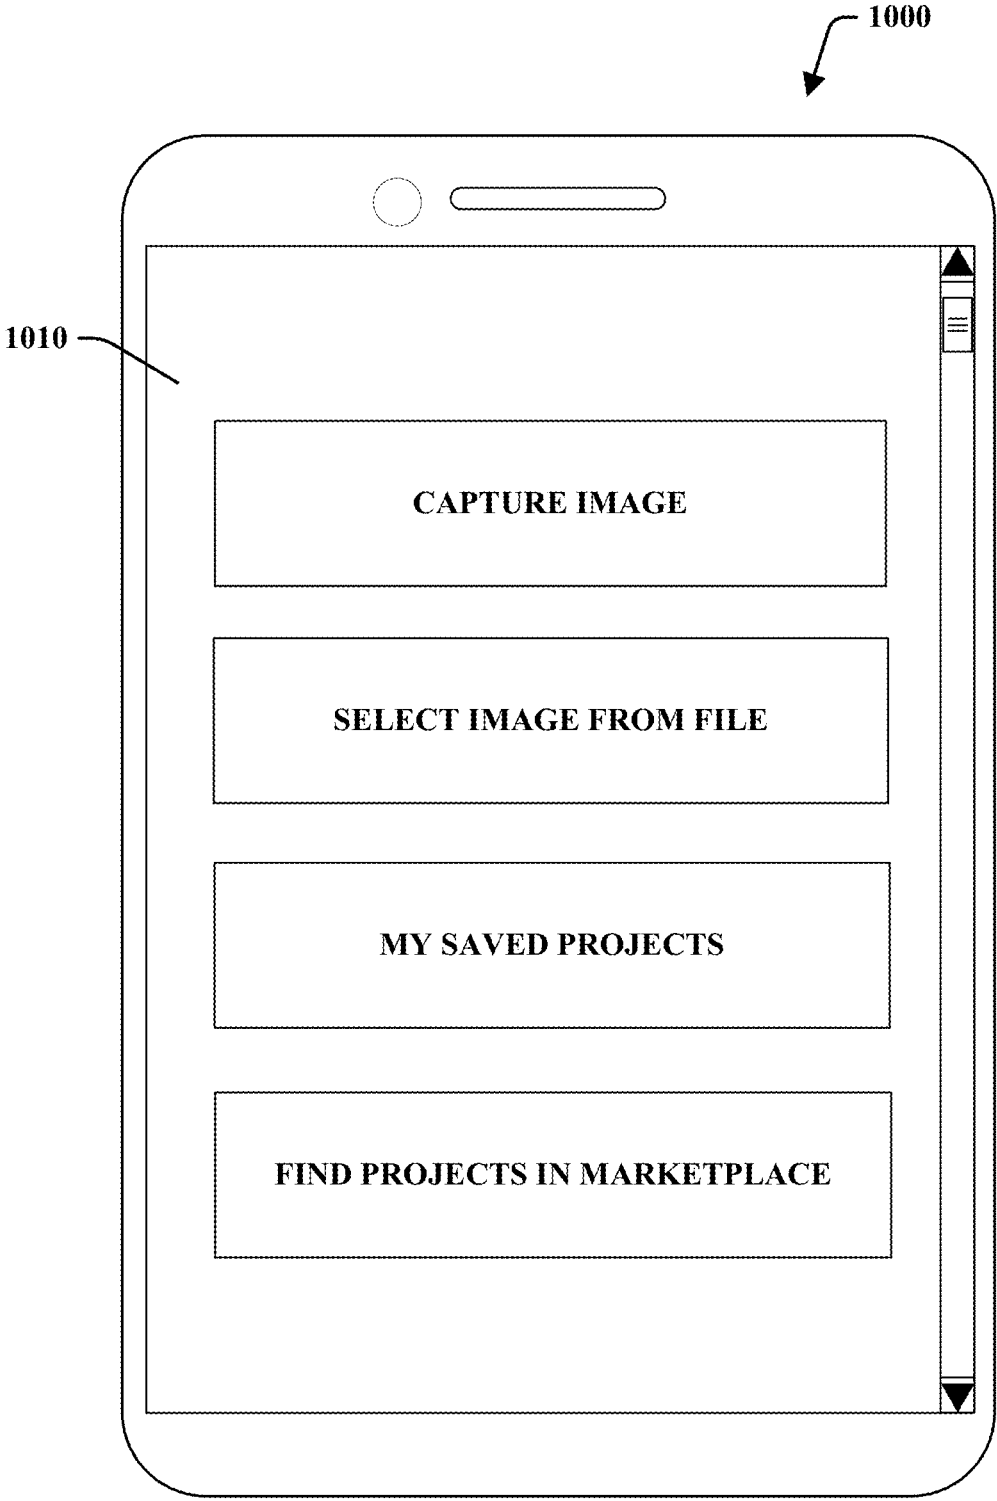 1000
1010
CAPTURE IMAGE
SELECT IMAGE FROM FILE
MY SAVED PROJECTS
FIND PROJECTS IN MARKETPLACE